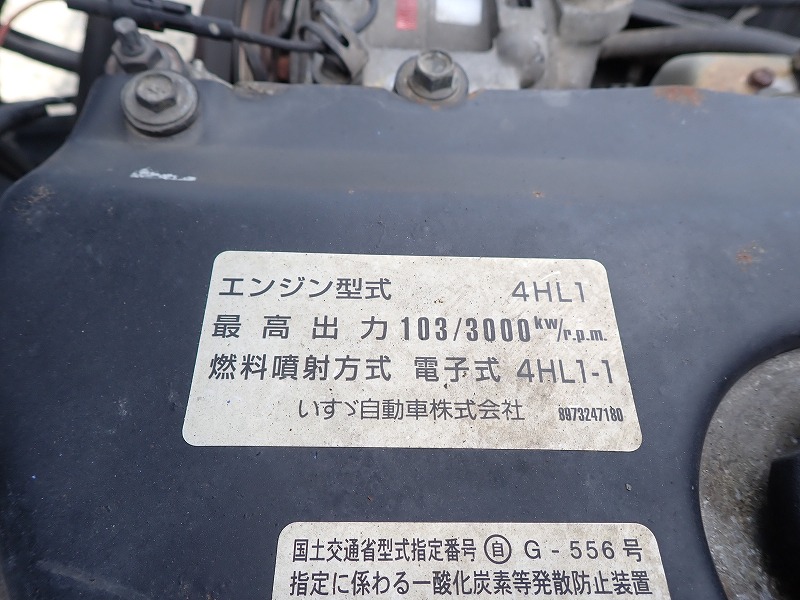 エンジン型式 4HL1
最高出力 103/3000kw/r.p.m.
燃料噴射方式 電子式 4HL1-1
いすゞ自動車株式会社 8973247180
国土交通省型式指定番号 ㊀自 G-556号
指定に係わる一酸化炭素等発散防止装置